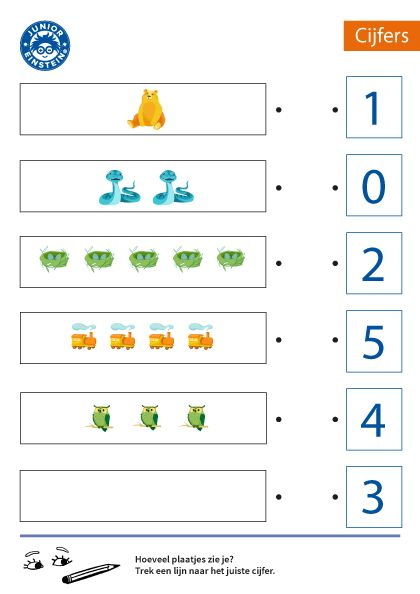 JUNIOR
EINSTEIN
Cijfers
1
0
2
5
4
3
Hoeveel plaatjes zie je?
Trek een lijn naar het juiste cijfer.